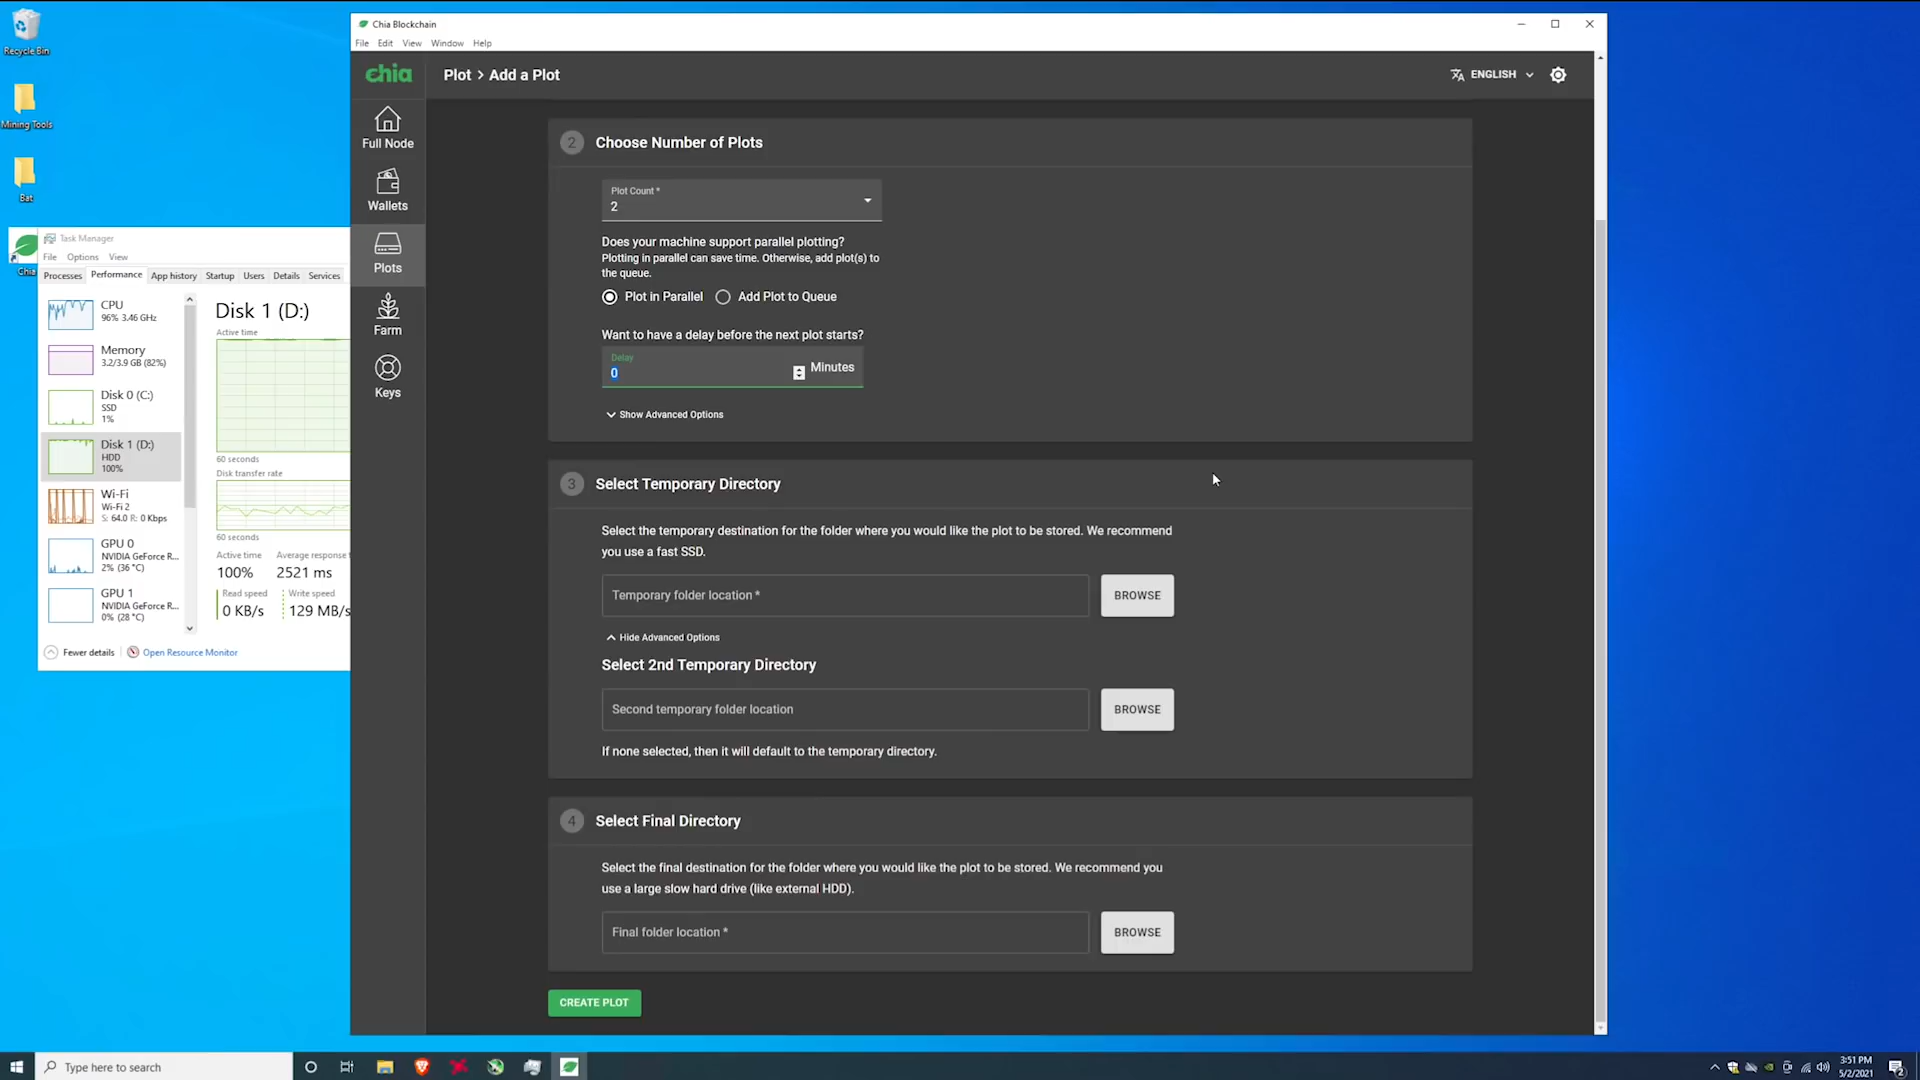 Recycle Bin
Mining Tools
Bat
Chia
Task Manager
File Options View
Processes Performance App history Startup Users Details Services
CPU
96% 3.46 GHz
Memory
3.2/3.9 GB (82%)
Disk 0 (C:)
SSD
1%
Disk 1 (D:)
HDD
100%
Wi-Fi
Wi-Fi 2
S: 64.0 R: 0 Kbps
GPU 0
NVIDIA GeForce R...
2% (36 °C)
GPU 1
NVIDIA GeForce R...
0% (28 °C)
Disk 1 (D:)
Active time
60 seconds
Disk transfer rate
60 seconds
Active time Average response t
100% 2521 ms
Read speed Write speed
0 KB/s 129 MB/s
Fewer details Open Resource Monitor
Chia Blockchain
File Edit View Window Help
chia
Plot > Add a Plot
ENGLISH
Full Node
Wallets
Plots
Farm
Keys
2 Choose Number of Plots
Plot Count *
2
Does your machine support parallel plotting?
Plotting in parallel can save time. Otherwise, add plot(s) to
the queue.
Plot in Parallel Add Plot to Queue
Want to have a delay before the next plot starts?
Delay
0 Minutes
Show Advanced Options
3 Select Temporary Directory
Select the temporary destination for the folder where you would like the plot to be stored. We recommend
you use a fast SSD.
Temporary folder location * BROWSE
Hide Advanced Options
Select 2nd Temporary Directory
Second temporary folder location BROWSE
If none selected, then it will default to the temporary directory.
4 Select Final Directory
Select the final destination for the folder where you would like the plot to be stored. We recommend you
use a large slow hard drive (like external HDD).
Final folder location * BROWSE
CREATE PLOT
Type here to search
3:51 PM
5/2/2021
2